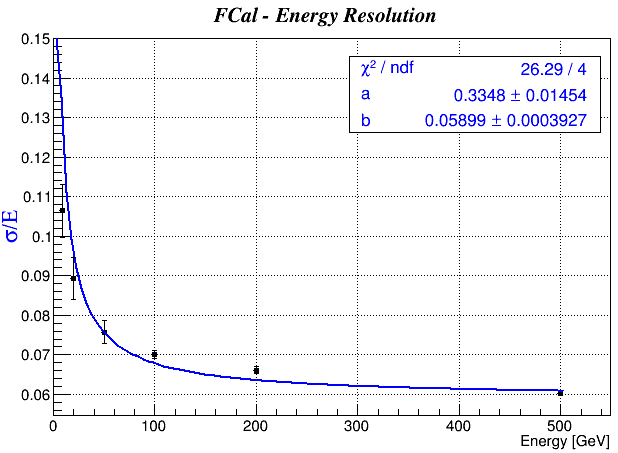 FCal - Energy Resolution
χ² / ndf 26.29 / 4
a 0.3348 ± 0.01454
b 0.05899 ± 0.0003927
σ/E
0.15
0.14
0.13
0.12
0.11
0.1
0.09
0.08
0.07
0.06
0 100 200 300 400 500
Energy [GeV]